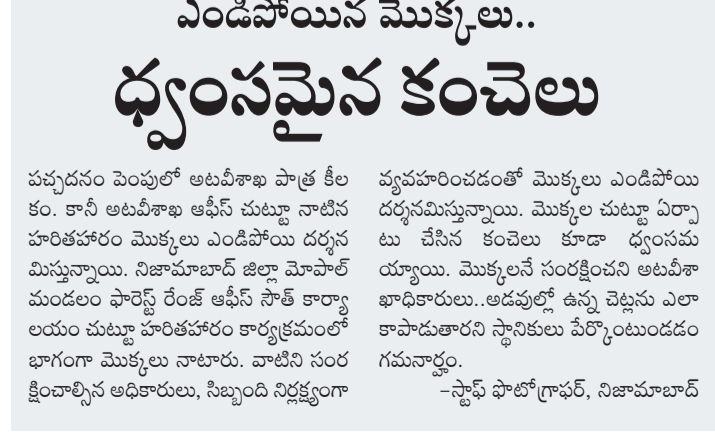 ఎండిపోయిన మొక్కలు..
ధ్వంసమైన కంచెలు
పచ్చదనం పెంపులో అటవీశాఖ పాత్ర కీల
కం. కానీ అటవీశాఖ ఆఫీస్ చుట్టూ నాటిన
హరితహారం మొక్కలు ఎండిపోయి దర్శన
మిస్తున్నాయి. నిజామాబాద్ జిల్లా మోపాల్
మండలం ఫారెస్ట్ రేంజ్ ఆఫీస్ సౌత్ కార్యా
లయం చుట్టూ హరితహారం కార్యక్రమంలో
భాగంగా మొక్కలు నాటారు. వాటిని సంర
క్షించాల్సిన అధికారులు, సిబ్బంది నిర్లక్ష్యంగా
వ్యవహరించడంతో మొక్కలు ఎండిపోయి
దర్శనమిస్తున్నాయి. మొక్కల చుట్టూ ఏర్పా
టు చేసిన కంచెలు కూడా ధ్వంసమ
య్యాయి. మొక్కలనే సంరక్షించని అటవీశా
ఖాధికారులు..అడవుల్లో ఉన్న చెట్లను ఎలా
కాపాడుతారని స్థానికులు పేర్కొంటుండడం
గమనార్హం.
-స్టాఫ్ ఫొటోగ్రాఫర్, నిజామాబాద్